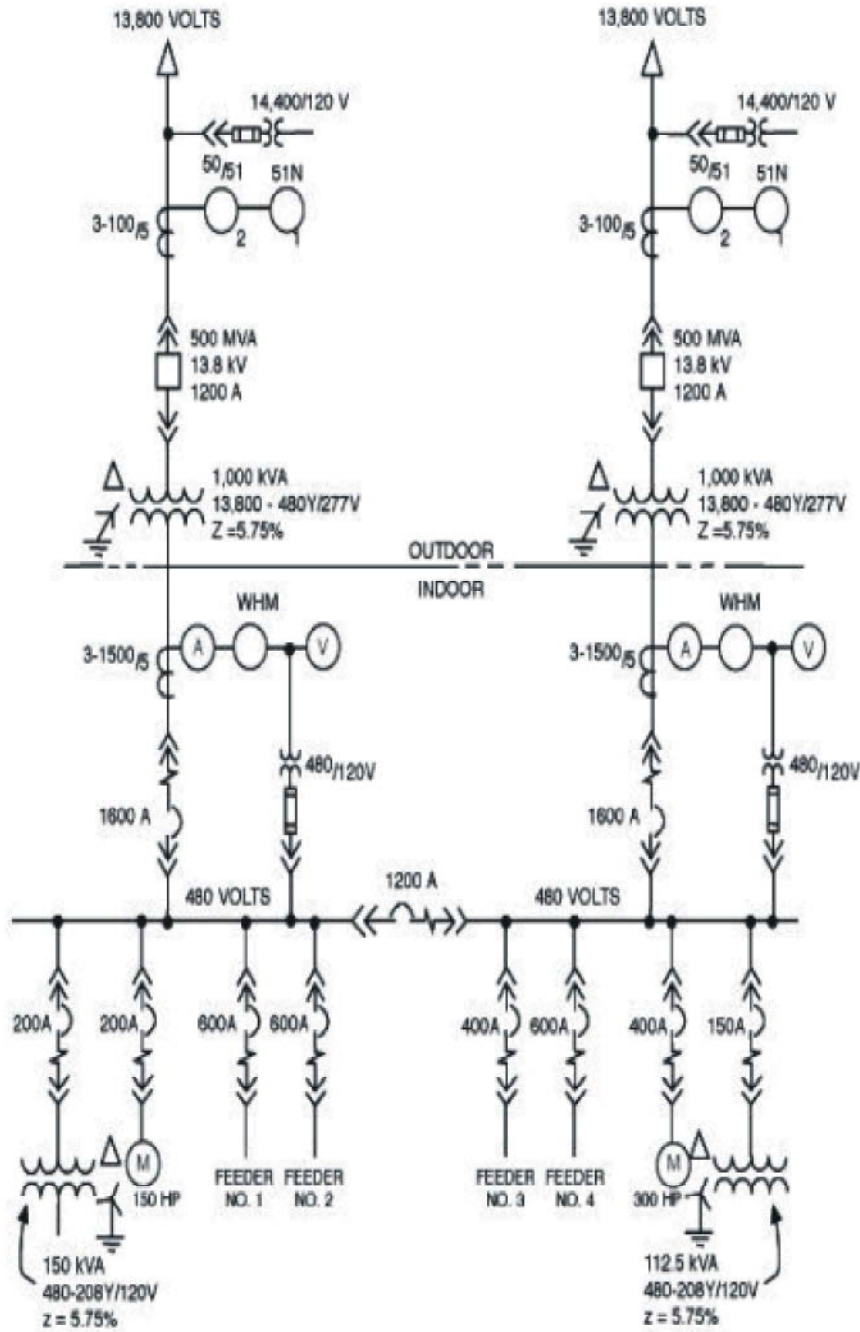 13,800 VOLTS
13,800 VOLTS
14,400/120 V
14,400/120 V
50/51
51N
50/51
51N
3-100/5
2
1
3-100/5
2
1
500 MVA
13.8 kV
1200 A
500 MVA
13.8 kV
1200 A
1,000 kVA
13,800 - 480Y/277V
Z =5.75%
1,000 kVA
13,800 - 480Y/277V
Z =5.75%
OUTDOOR
INDOOR
WHM
WHM
3-1500/5
A
V
3-1500/5
A
V
480/120V
480/120V
1600 A
1600 A
1200 A
480 VOLTS
480 VOLTS
200A
200A
600A
600A
400A
600A
400A
150A
M
M
150 HP
FEEDER
NO. 1
FEEDER
NO. 2
FEEDER
NO. 3
FEEDER
NO. 4
300 HP
150 kVA
480-208Y/120V
z = 5.75%
112.5 kVA
480-208Y/120V
z = 5.75%